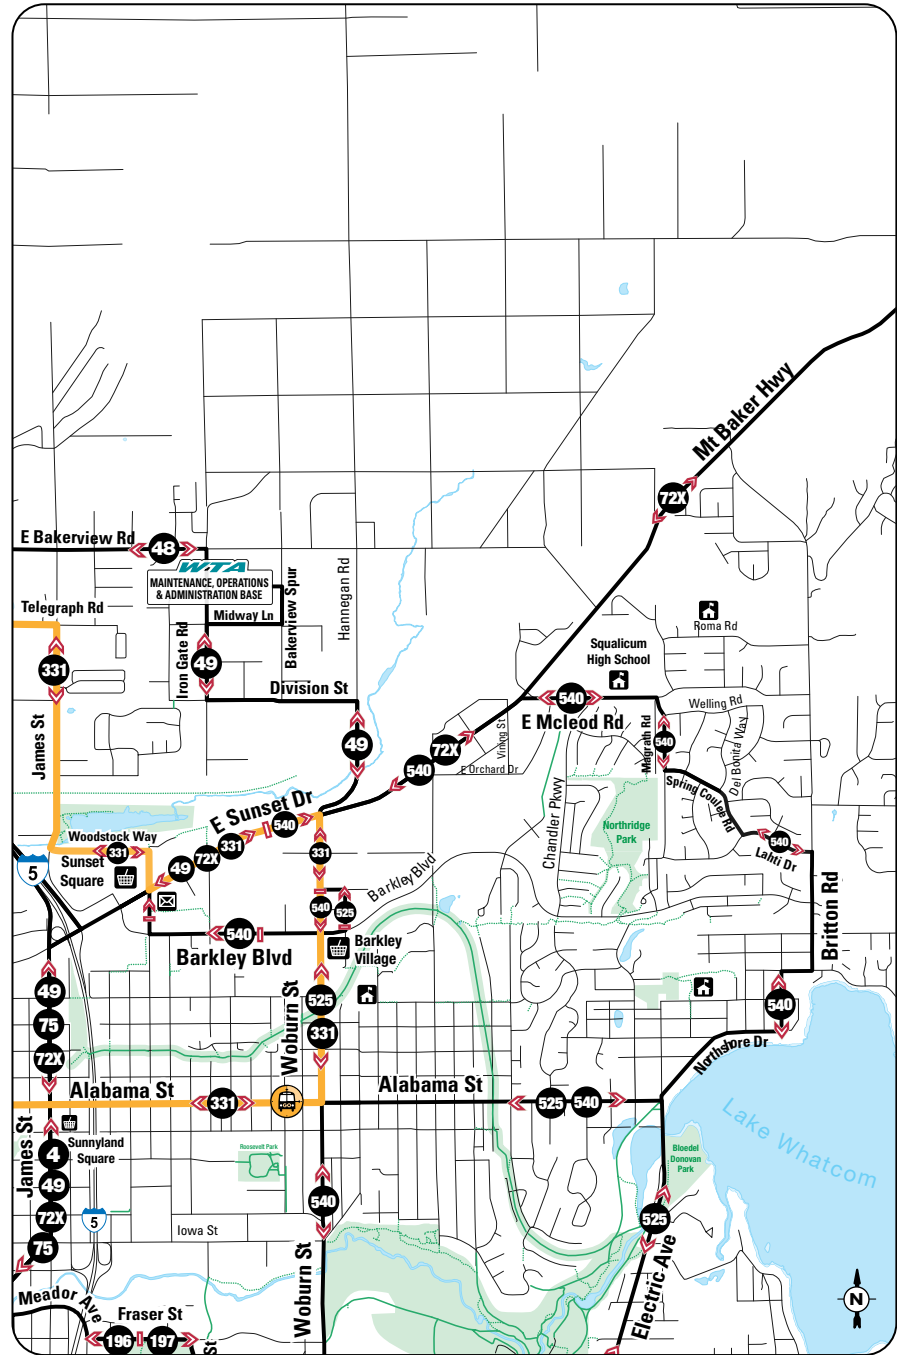 Mt Baker Hwy
72X
E Bakerview Rd
48
WTA
MAINTENANCE, OPERATIONS
& ADMINISTRATION BASE
Telegraph Rd
Midway Ln
Bakerview Spur
Hannegan Rd
Iron Gate Rd
49
331
James St
Division St
49
Roma Rd
Squalicum
High School
540
E Mcleod Rd
Welling Rd
Magrath Rd
540
Del Bonita Way
Vining St
72X
540
E Orchard Dr
Spring Coulee Rd
Chandler Pkwy
Northridge
Park
540
Lahti Dr
Britton Rd
E Sunset Dr
540
331
72X
49
Woodstock Way
331
Sunset
Square
5
331
Barkley Blvd
540
525
540
Barkley Blvd
Barkley
Village
49
75
72X
Woburn St
525
331
540
Northshore Dr
Alabama St
331
GO
Alabama St
525
540
Lake Whatcom
James St
Sunnyland
Square
4
49
72X
75
Roosevelt Park
Bloedel
Donovan
Park
5
Iowa St
540
525
Woburn St
Electric Ave
Meador Ave
Fraser St
196
197
St
N